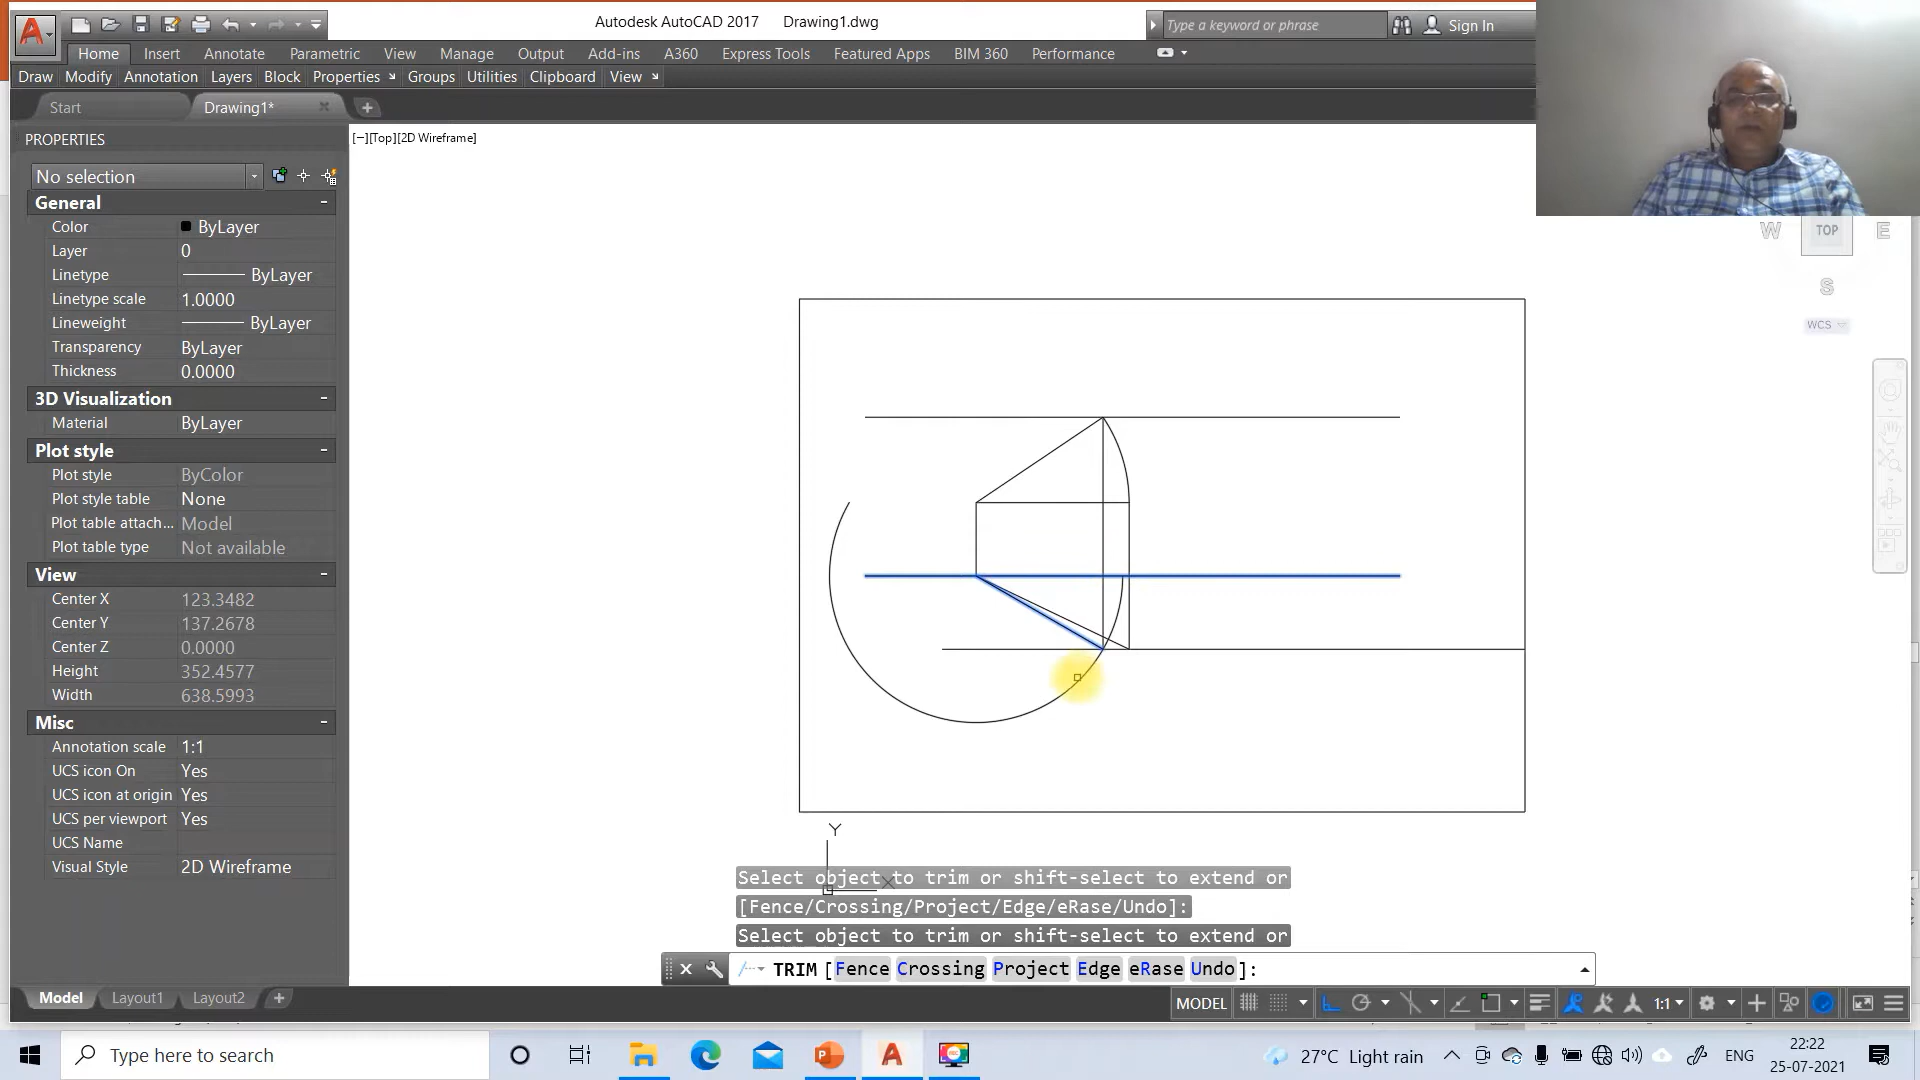 Autodesk AutoCAD 2017 Drawing1.dwg
Type a keyword or phrase
Sign In
Home Insert Annotate Parametric View Manage Output Add-ins A360 Express Tools Featured Apps BIM 360 Performance
Draw Modify Annotation Layers Block Properties Groups Utilities Clipboard View
Start Drawing1*
PROPERTIES
[−][Top][2D Wireframe]
No selection
General
Color ByLayer
Layer 0
Linetype ByLayer
Linetype scale 1.0000
Lineweight ByLayer
Transparency ByLayer
Thickness 0.0000
3D Visualization
Material ByLayer
Plot style
Plot style ByColor
Plot style table None
Plot table attach... Model
Plot table type Not available
View
Center X 123.3482
Center Y 137.2678
Center Z 0.0000
Height 352.4577
Width 638.5993
Misc
Annotation scale 1:1
UCS icon On Yes
UCS icon at origin Yes
UCS per viewport Yes
UCS Name
Visual Style 2D Wireframe
W TOP E
S
WCS
Y
X
Select object to trim or shift-select to extend or
[Fence/Crossing/Project/Edge/eRase/Undo]:
Select object to trim or shift-select to extend or
TRIM [Fence Crossing Project Edge eRase Undo]:
Model Layout1 Layout2
MODEL 1:1
Type here to search
27°C Light rain
ENG
22:22
25-07-2021